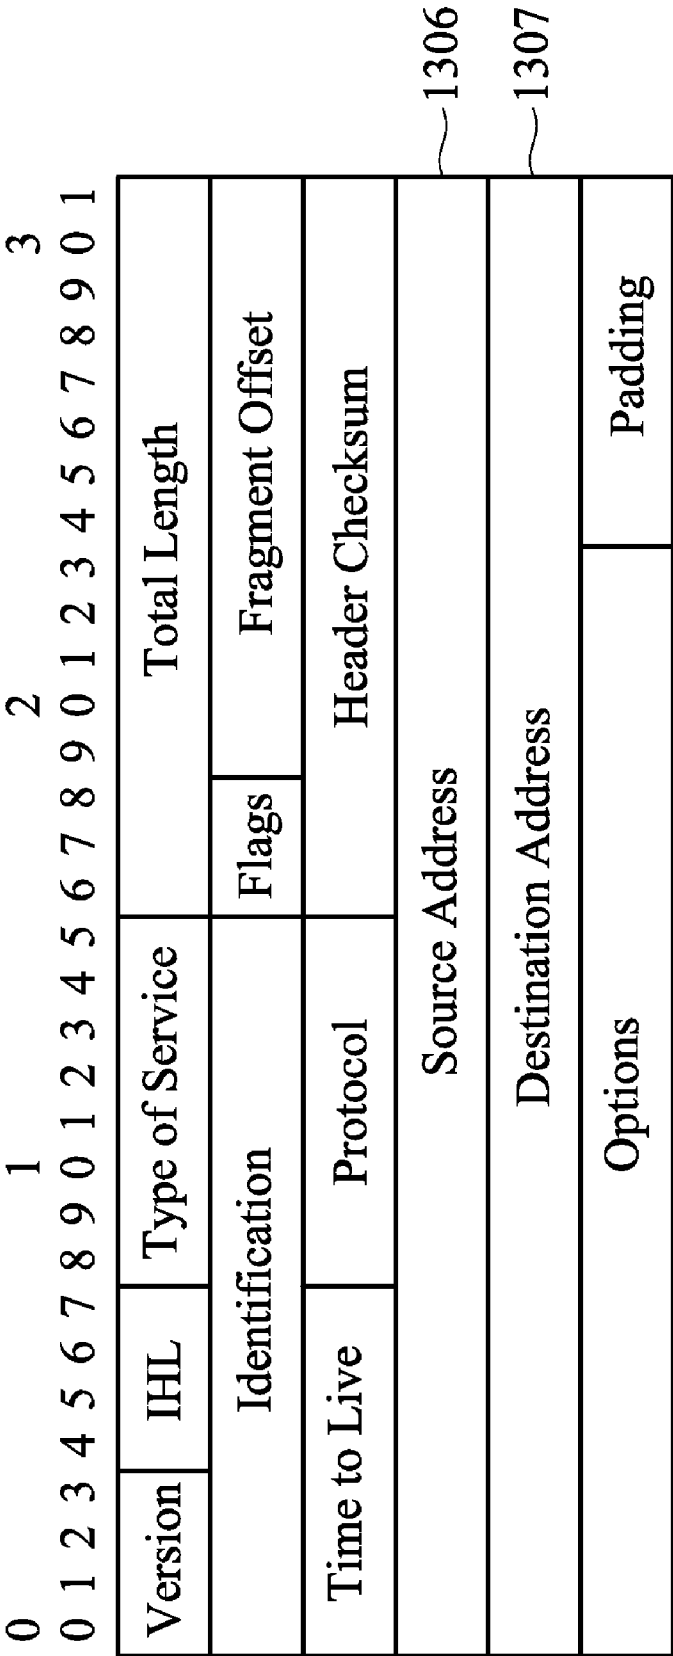 0 1 2 3
0 1 2 3 4 5 6 7 8 9 0 1 2 3 4 5 6 7 8 9 0 1 2 3 4 5 6 7 8 9 0 1
Version IHL Type of Service Total Length
Identification Flags Fragment Offset
Time to Live Protocol Header Checksum
Source Address 1306
Destination Address 1307
Options Padding